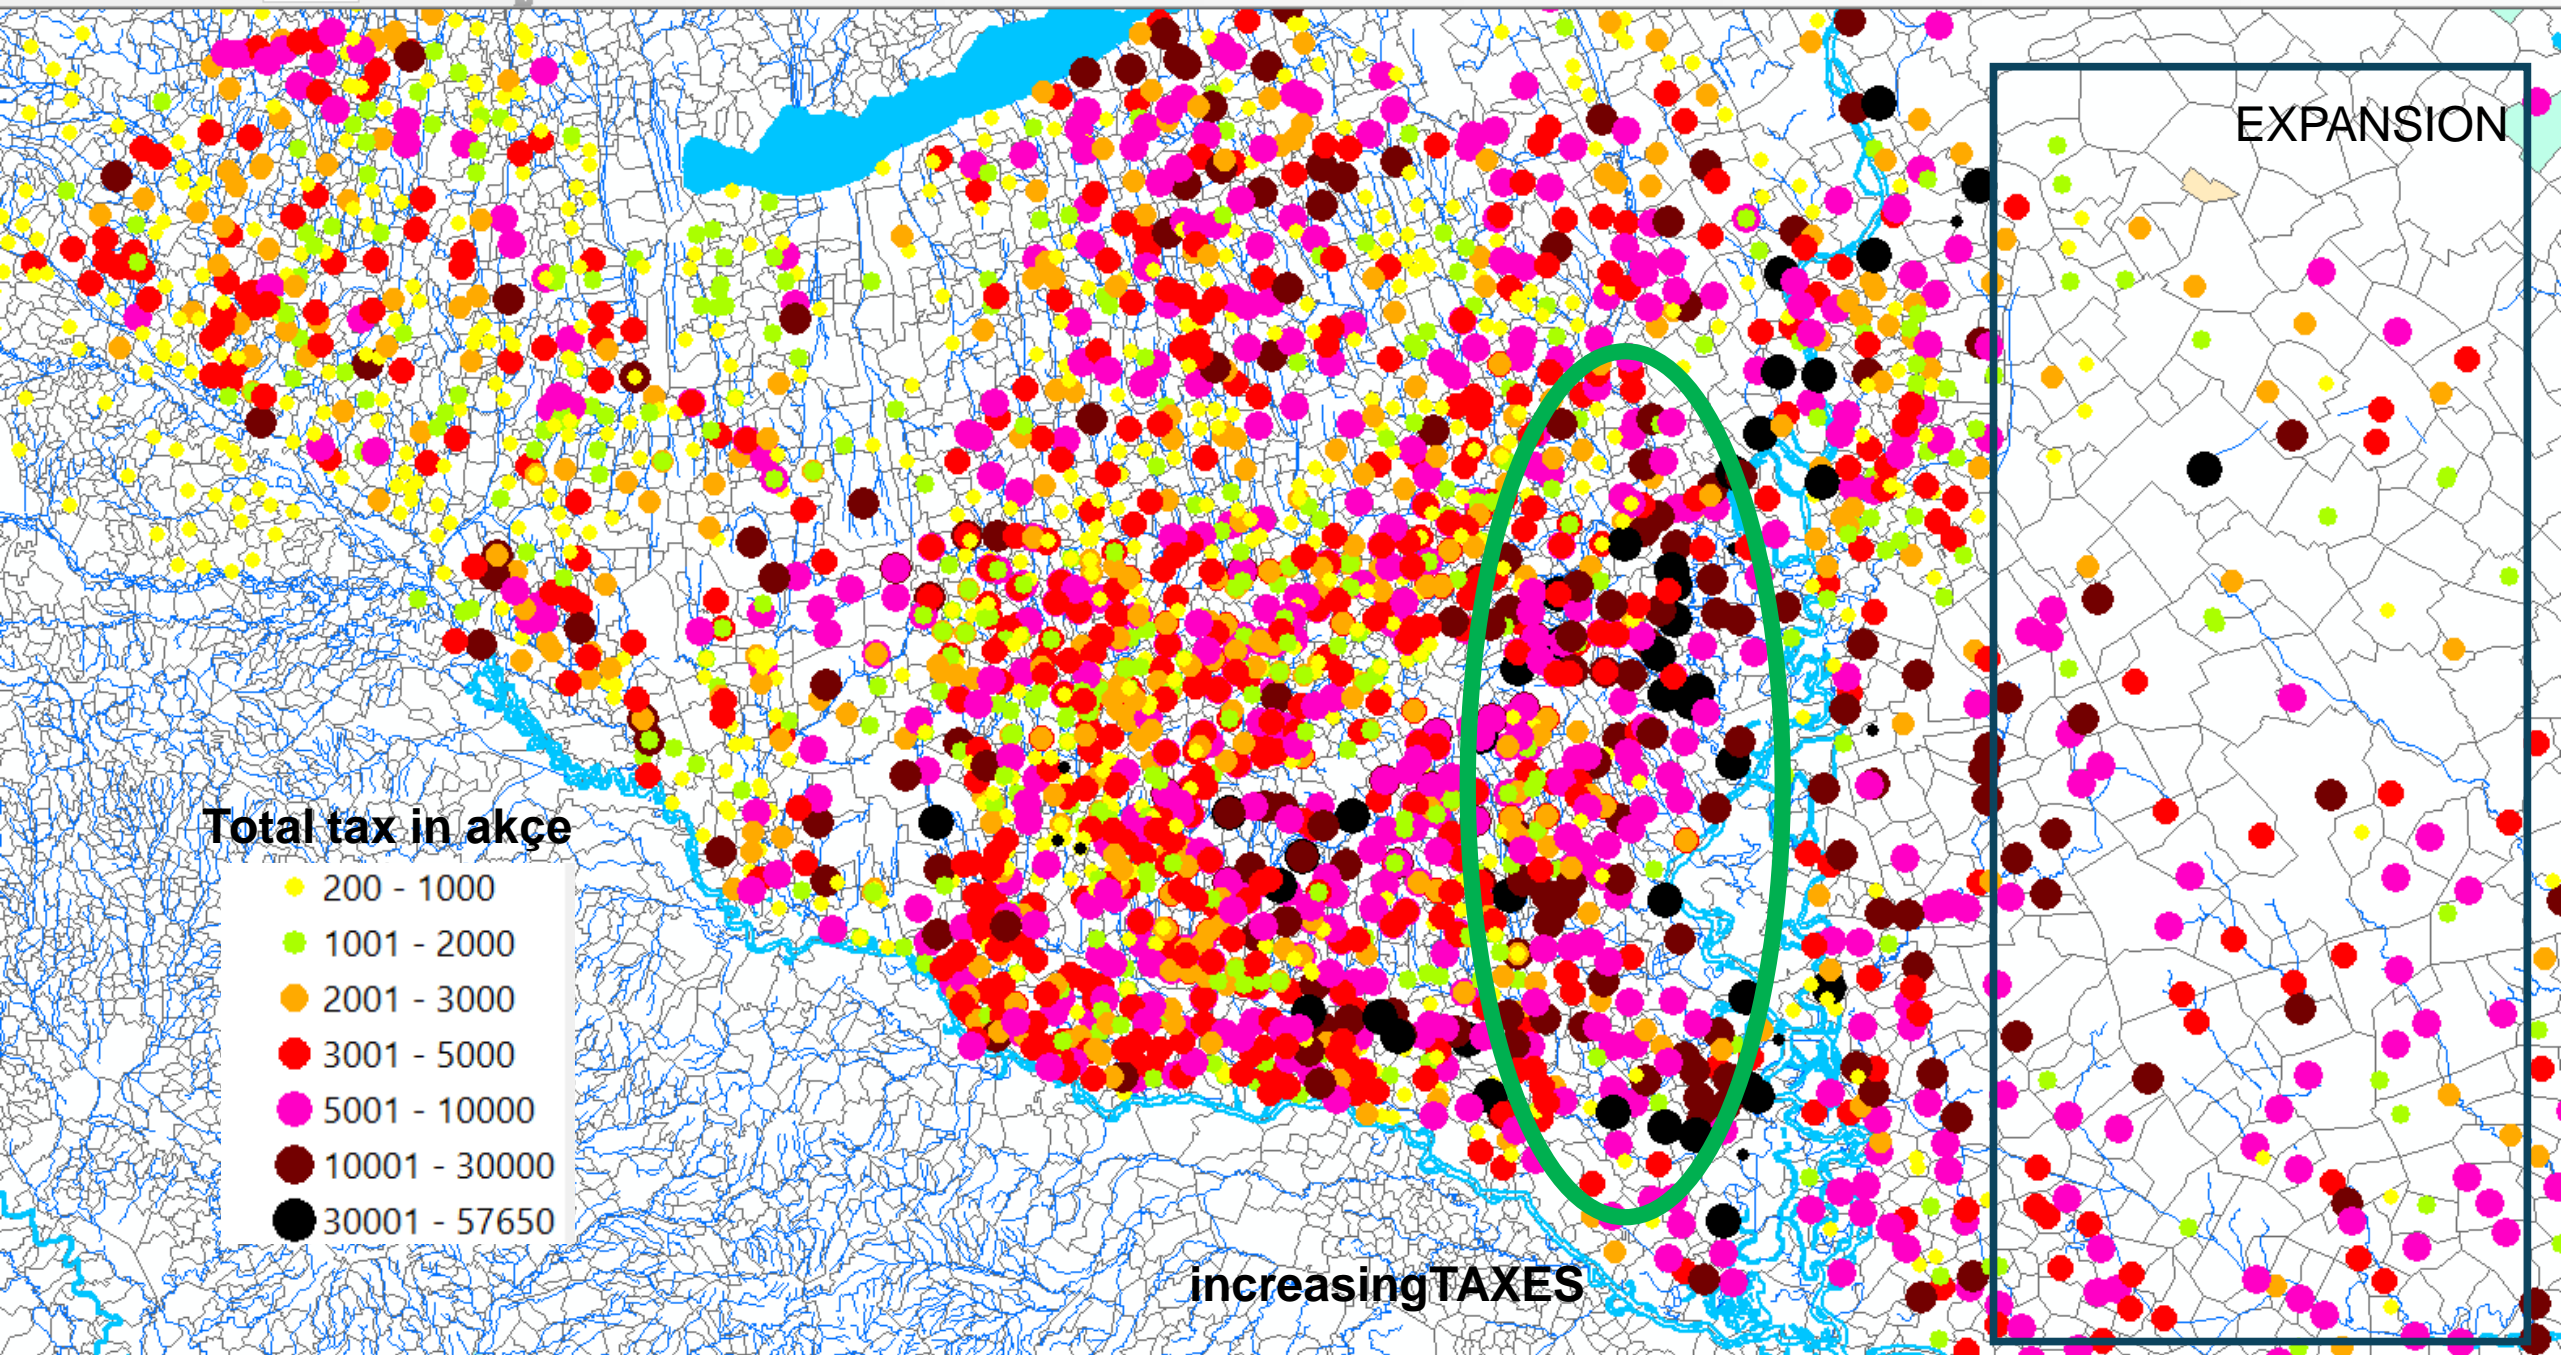 EXPANSION
Total tax in akçe
200 - 1000
1001 - 2000
2001 - 3000
3001 - 5000
5001 - 10000
10001 - 30000
30001 - 57650
increasingTAXES